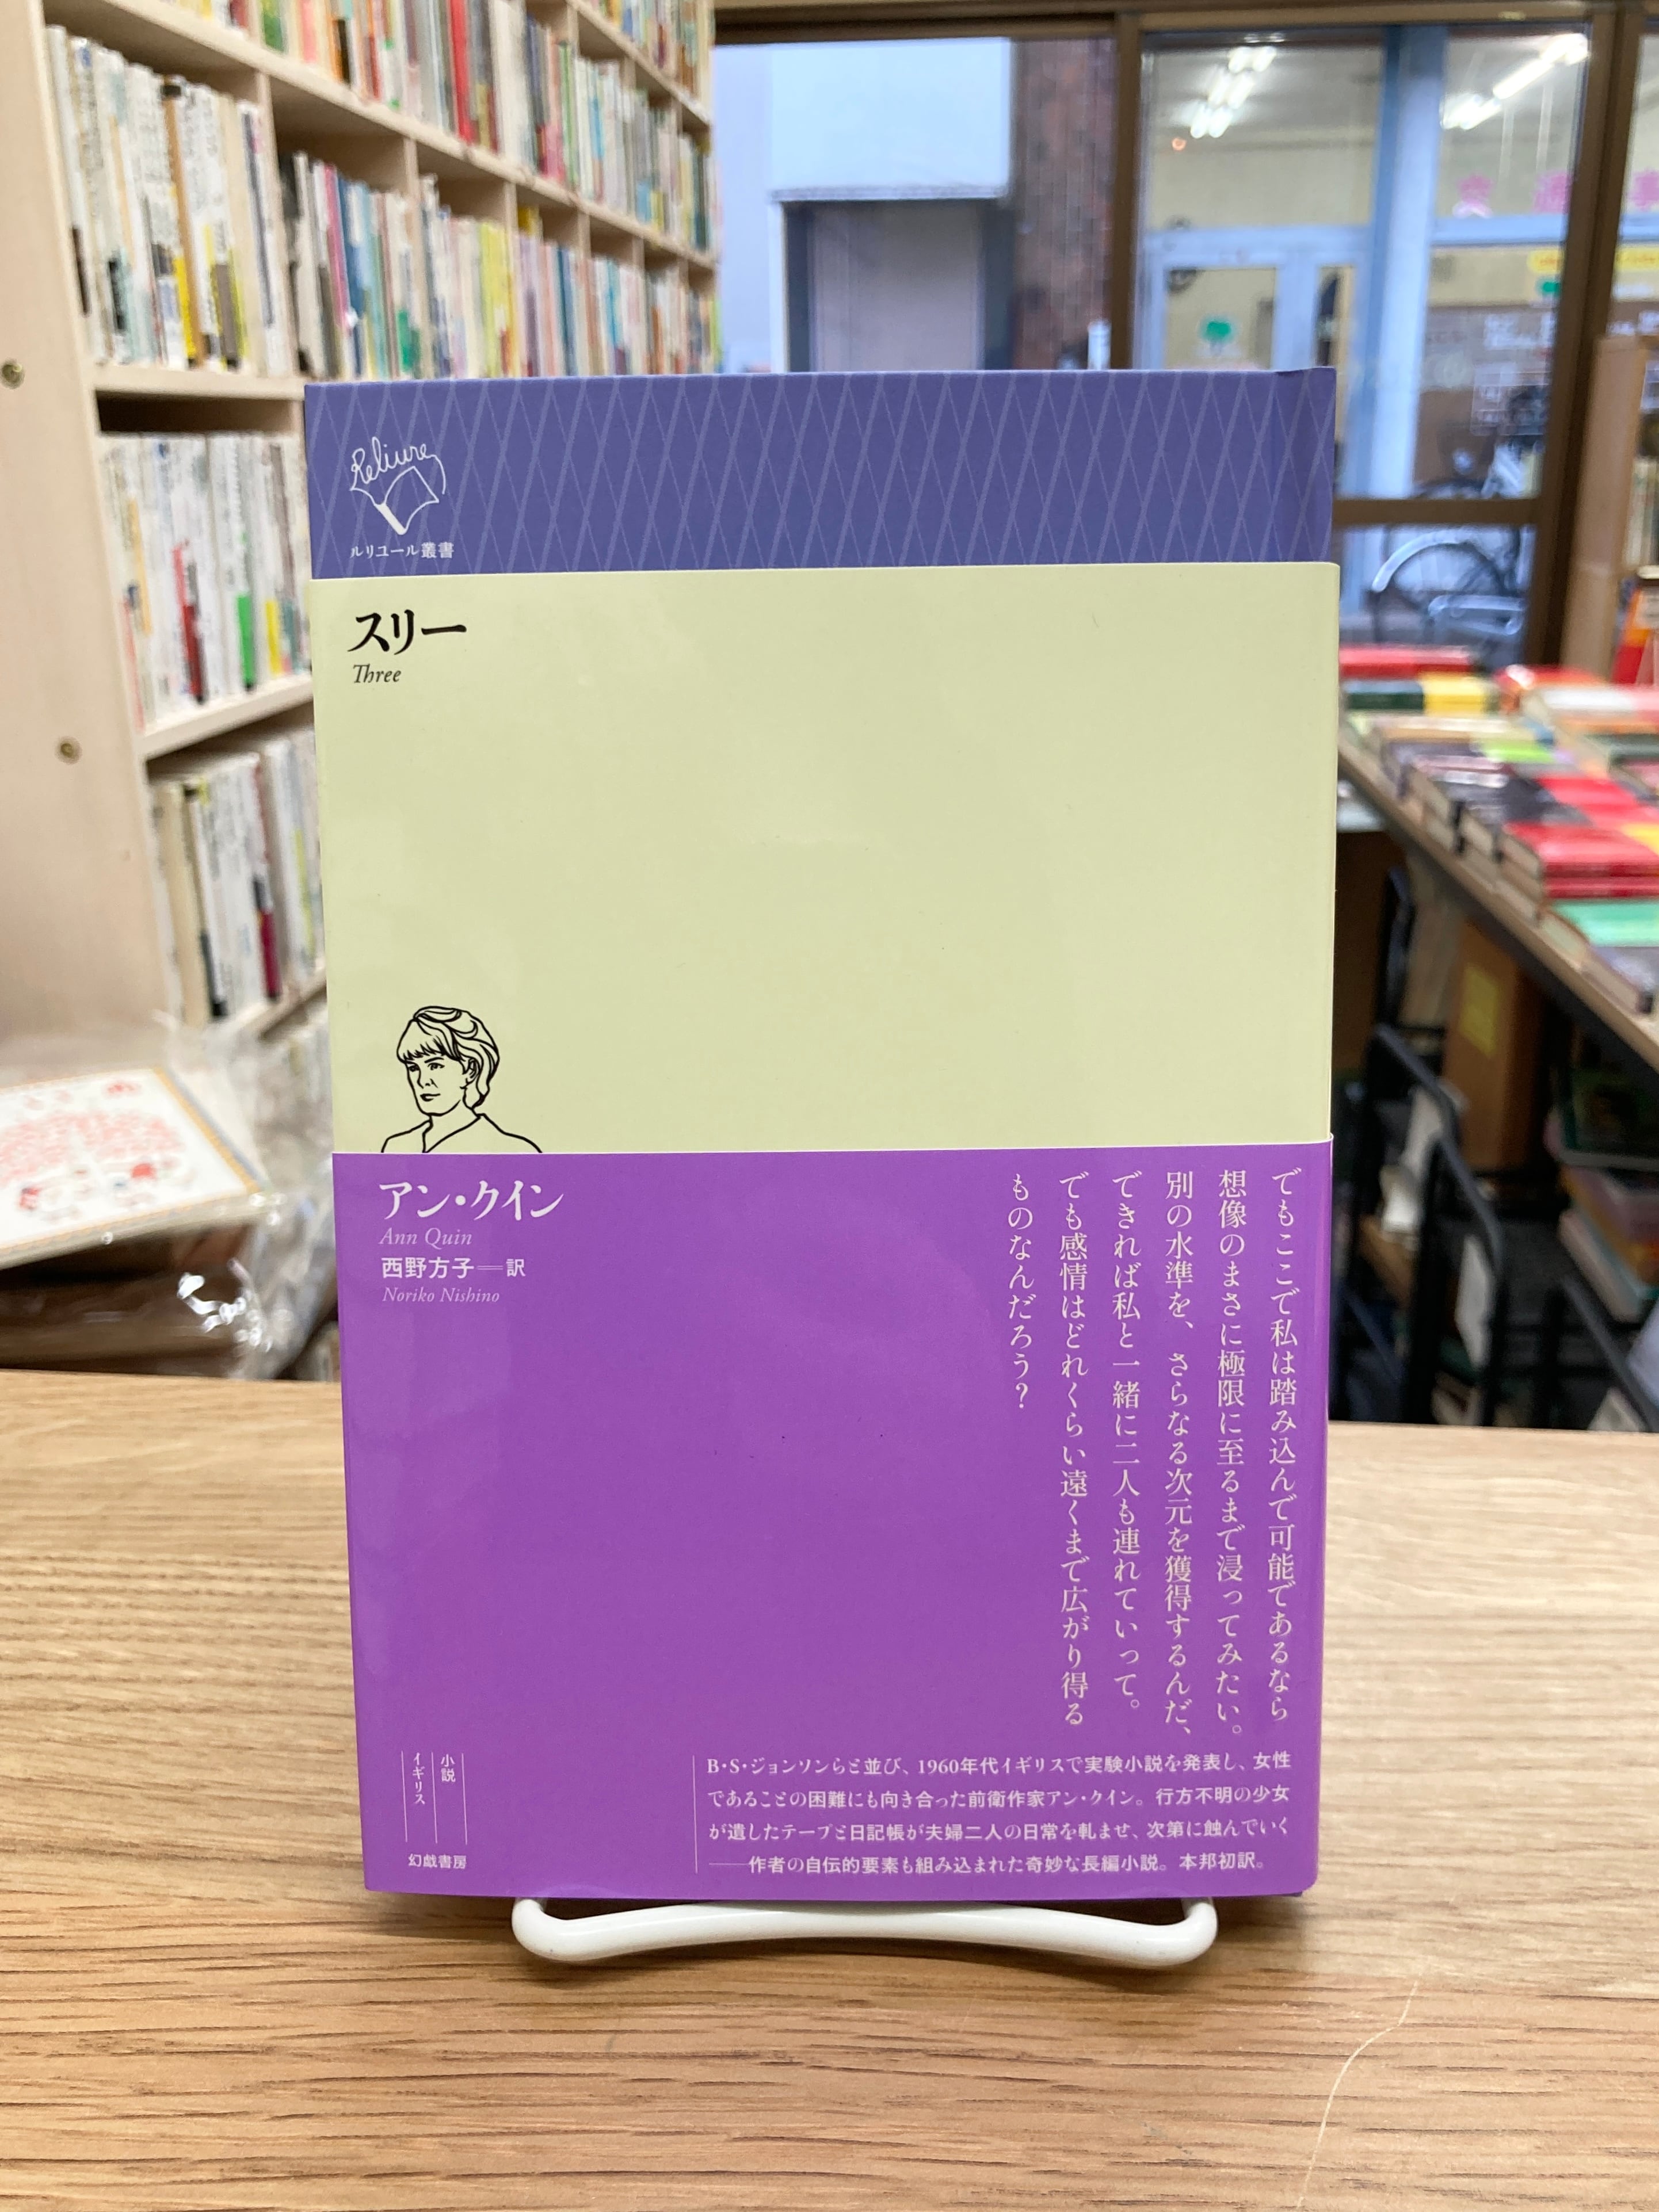 Reliure
ルリユール叢書
スリー
Three
アン・クイン
Ann Quin
西野方子──訳
Noriko Nishino
でもここで私は踏み込んで可能であるなら
想像のまさに極限に至るまで浸ってみたい。
別の水準を、さらなる次元を獲得するんだ、
できれば私と一緒に二人も連れていって。
でも感情はどれくらい遠くまで広がり得る
ものなんだろう？
小説
イギリス
幻戯書房
B・S・ジョンソンらと並び、1960年代イギリスで実験小説を発表し、女性
であることの困難にも向き合った前衛作家アン・クイン。行方不明の少女
が遺したテープと日記帳が夫婦二人の日常を軋ませ、次第に蝕んでいく
──作者の自伝的要素も組み込まれた奇妙な長編小説。本邦初訳。